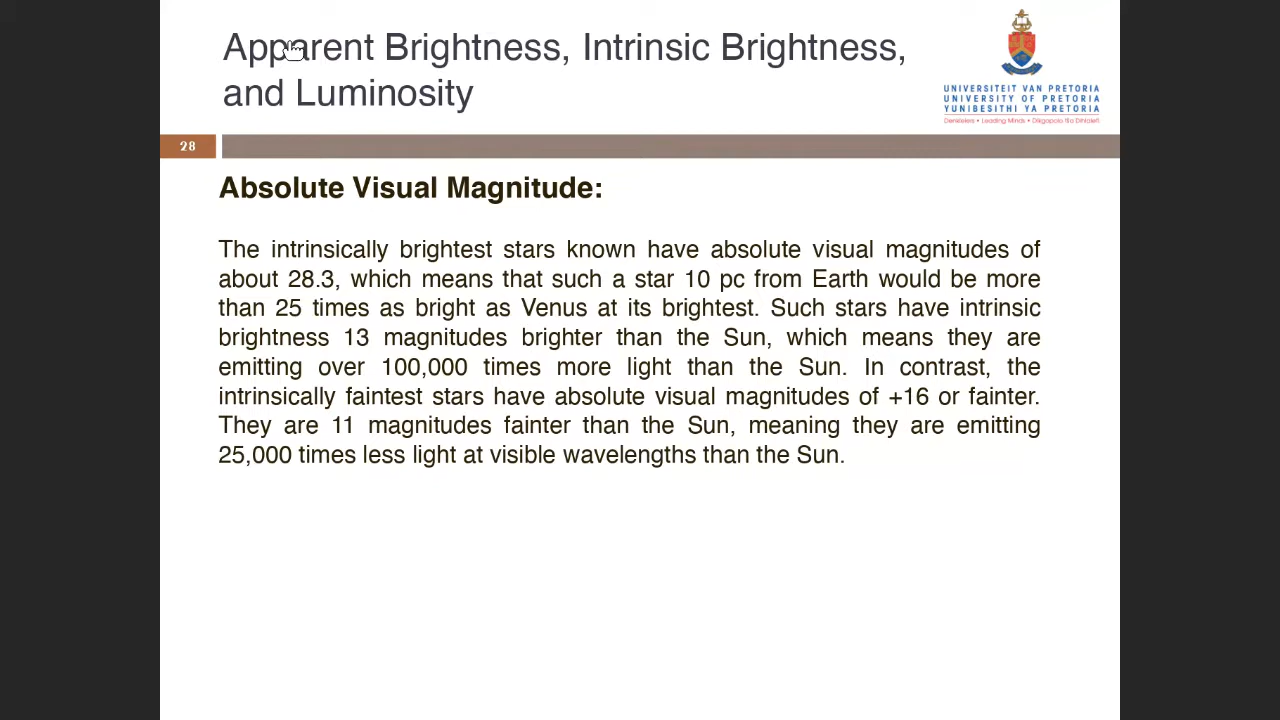 Apparent Brightness, Intrinsic Brightness,
and Luminosity
UNIVERSITEIT VAN PRETORIA
UNIVERSITY OF PRETORIA
YUNIBESITHI YA PRETORIA
Denkleiers • Leading Minds • Dikgopolo tša Dihlalefi
28
Absolute Visual Magnitude:
The intrinsically brightest stars known have absolute visual magnitudes of
about 28.3, which means that such a star 10 pc from Earth would be more
than 25 times as bright as Venus at its brightest. Such stars have intrinsic
brightness 13 magnitudes brighter than the Sun, which means they are
emitting over 100,000 times more light than the Sun. In contrast, the
intrinsically faintest stars have absolute visual magnitudes of +16 or fainter.
They are 11 magnitudes fainter than the Sun, meaning they are emitting
25,000 times less light at visible wavelengths than the Sun.